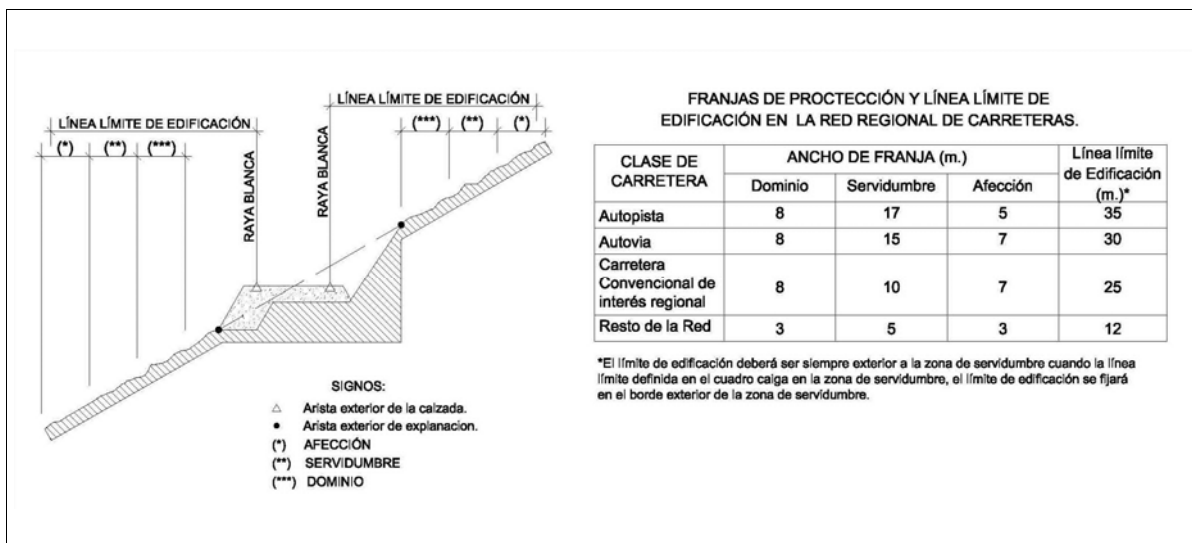 LÍNEA LÍMITE DE EDIFICACIÓN
(***) (**) (*)
LÍNEA LÍMITE DE EDIFICACIÓN
(*) (**) (***)
RAYA BLANCA
RAYA BLANCA
SIGNOS:
△ Arista exterior de la calzada.
● Arista exterior de explanacion.
(*) AFECCIÓN
(**) SERVIDUMBRE
(***) DOMINIO
FRANJAS DE PROCTECCIÓN Y LÍNEA LÍMITE DE
EDIFICACIÓN EN LA RED REGIONAL DE CARRETERAS.
CLASE DE
CARRETERA
ANCHO DE FRANJA (m.)
Línea límite
de Edificación
(m.)*
Dominio Servidumbre Afección
Autopista 8 17 5 35
Autovia 8 15 7 30
Carretera
Convencional de
interés regional
8 10 7 25
Resto de la Red 3 5 3 12
*El límite de edificación deberá ser siempre exterior a la zona de servidumbre cuando la línea
límite definida en el cuadro caiga en la zona de servidumbre, el límite de edificación se fijará
en el borde exterior de la zona de servidumbre.